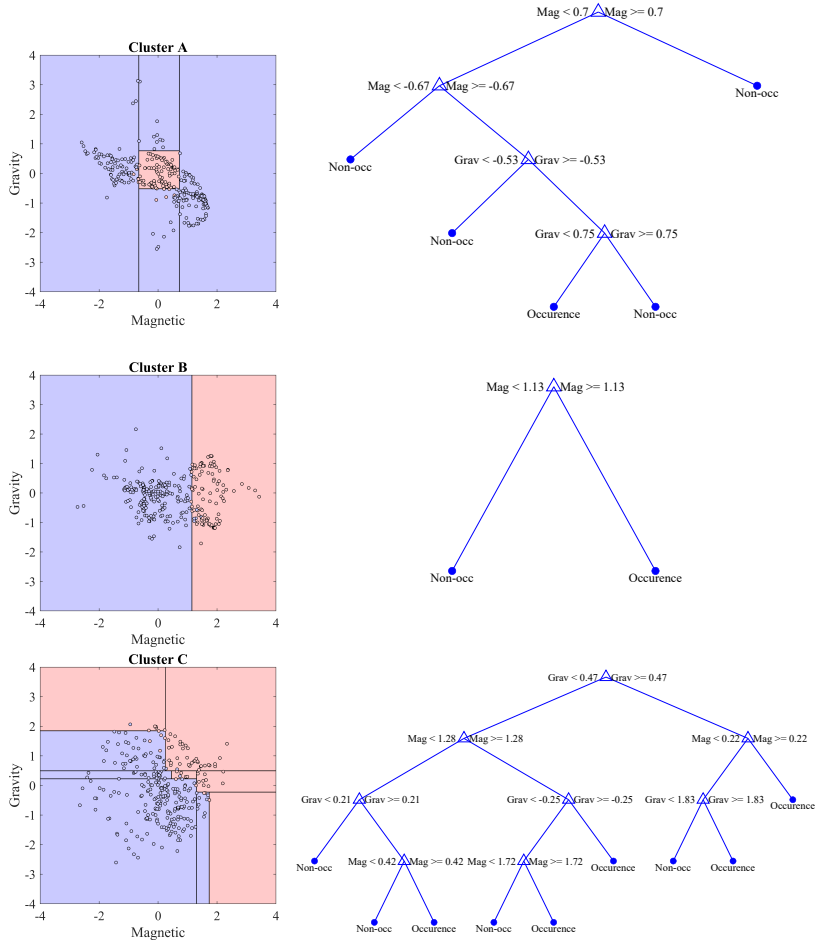 Cluster A
4
3
2
1
0
-1
-2
-3
-4
Gravity
-4 -2 0 2 4
Magnetic
Mag < 0.7 Mag >= 0.7
Mag < -0.67 Mag >= -0.67
Non-occ
Non-occ
Grav < -0.53 Grav >= -0.53
Non-occ
Grav < 0.75 Grav >= 0.75
Occurence Non-occ
Cluster B
4
3
2
1
0
-1
-2
-3
-4
Gravity
-4 -2 0 2 4
Magnetic
Mag < 1.13 Mag >= 1.13
Non-occ Occurence
Cluster C
4
3
2
1
0
-1
-2
-3
-4
Gravity
-4 -2 0 2 4
Magnetic
Grav < 0.47 Grav >= 0.47
Mag < 1.28 Mag >= 1.28 Mag < 0.22 Mag >= 0.22
Grav < 0.21 Grav >= 0.21 Grav < -0.25 Grav >= -0.25 Grav < 1.83 Grav >= 1.83 Occurence
Non-occ Mag < 0.42 Mag >= 0.42 Mag < 1.72 Mag >= 1.72 Occurence Non-occ Occurence
Non-occ Occurence Non-occ Occurence